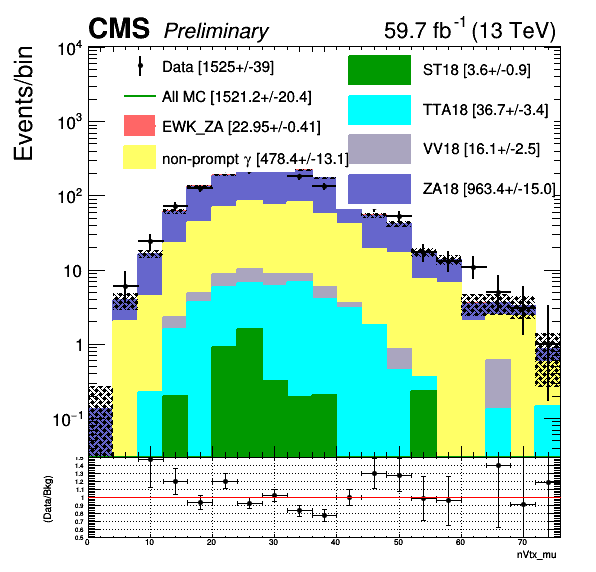 CMS Preliminary 59.7 fb⁻¹ (13 TeV)
Events/bin
10⁴
10³
10²
10
1
10⁻¹
Data [1525+/-39]
All MC [1521.2+/-20.4]
EWK_ZA [22.95+/-0.41]
non-prompt γ [478.4+/-13.1]
ST18 [3.6+/-0.9]
TTA18 [36.7+/-3.4]
VV18 [16.1+/-2.5]
ZA18 [963.4+/-15.0]
(Data/Bkg)
1.5
1.4
1.3
1.2
1.1
1
0.9
0.8
0.7
0.6
0.5
0 10 20 30 40 50 60 70
nVtx_mu